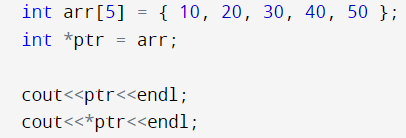 int arr[5] = { 10, 20, 30, 40, 50 };
int *ptr = arr;
cout<<ptr<<endl;
cout<<*ptr<<endl;